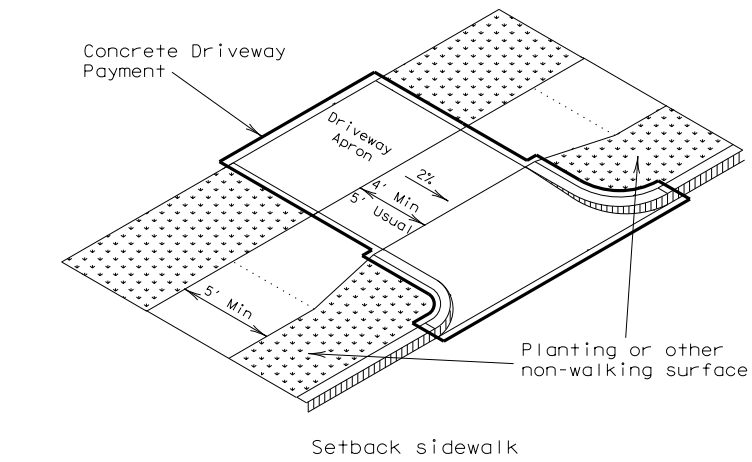 Concrete Driveway
Payment
Driveway
Apron
2%
4' Min
5' Usual
5' Min
Planting or other
non-walking surface
Setback sidewalk